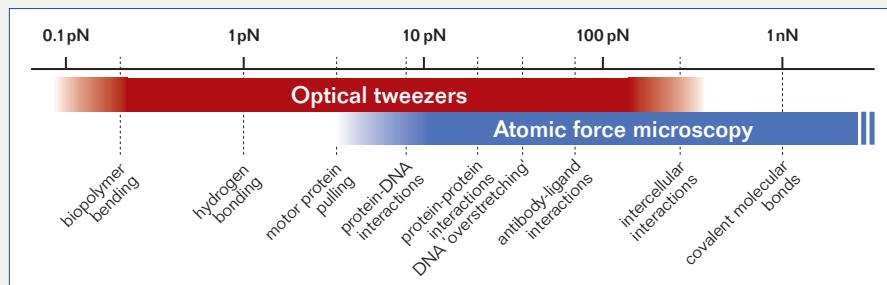 0.1 pN 1 pN 10 pN 100 pN 1 nN
Optical tweezers
Atomic force microscopy
biopolymer
bending
hydrogen
bonding
motor protein
pulling
protein-DNA
interactions
protein-protein
interactions
DNA 'overstretching'
antibody-ligand
interactions
intercellular
interactions
covalent molecular
bonds